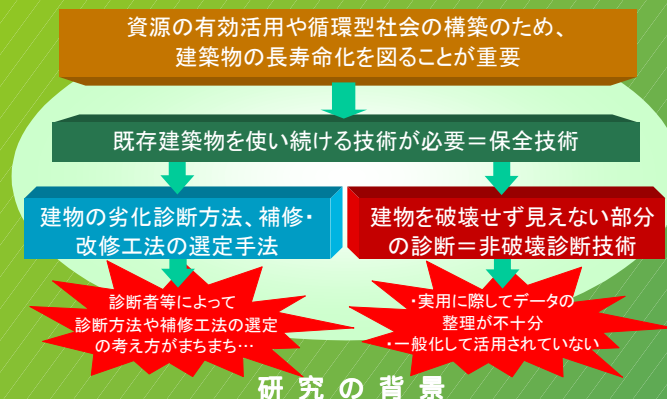 資源の有効活用や循環型社会の構築のため、
建築物の長寿命化を図ることが重要
既存建築物を使い続ける技術が必要＝保全技術
建物の劣化診断方法、補修・
改修工法の選定手法
建物を破壊せず見えない部分
の診断＝非破壊診断技術
診断者等によって
診断方法や補修工法の選定
の考え方がまちまち…
・実用に際してデータの
整理が不十分
・一般化して活用されていない
研究の背景